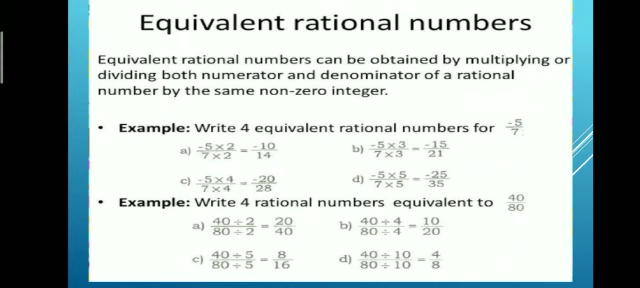 Equivalent rational numbers
Equivalent rational numbers can be obtained by multiplying or
dividing both numerator and denominator of a rational
number by the same non-zero integer.
• Example: Write 4 equivalent rational numbers for -5/7
a) -5×2/7×2 = -10/14 b) -5×3/7×3 = -15/21
c) -5×4/7×4 = -20/28 d) -5×5/7×5 = -25/35
• Example: Write 4 rational numbers equivalent to 40/80
a) 40÷2/80÷2 = 20/40 b) 40÷4/80÷4 = 10/20
c) 40÷5/80÷5 = 8/16 d) 40÷10/80÷10 = 4/8